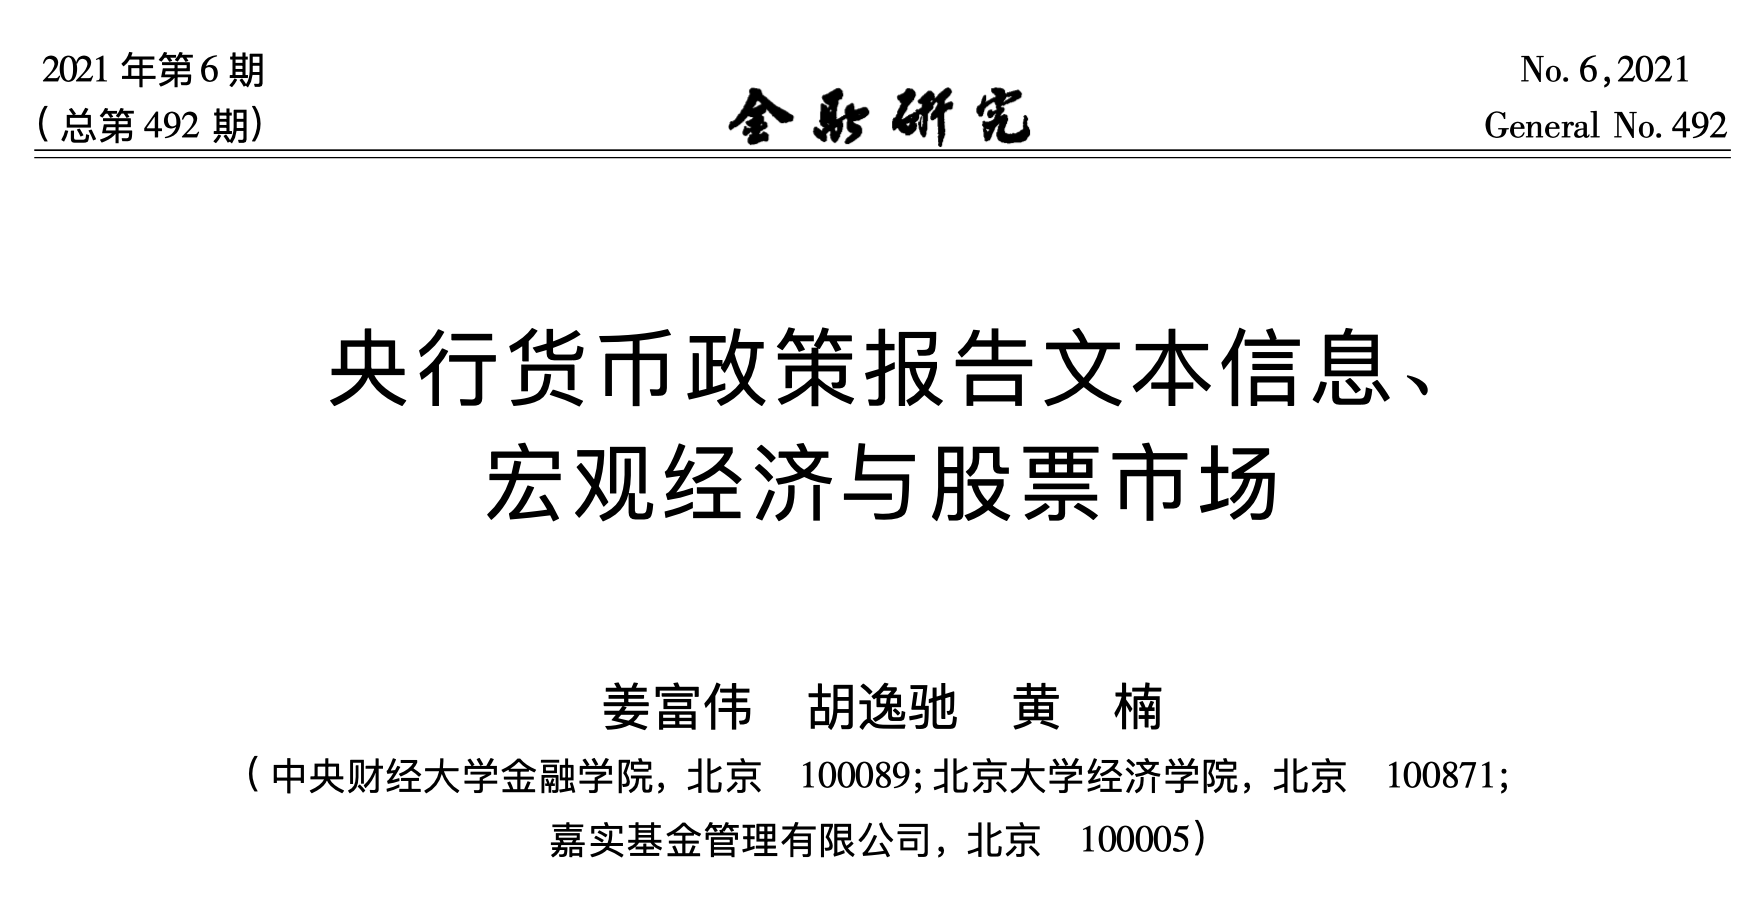 2021 年第 6 期
(总第 492 期)
金融研究
No. 6,2021
General No. 492
央行货币政策报告文本信息、
宏观经济与股票市场
姜富伟 胡逸驰 黄 楠
(中央财经大学金融学院,北京 100089;北京大学经济学院,北京 100871;
嘉实基金管理有限公司,北京 100005)